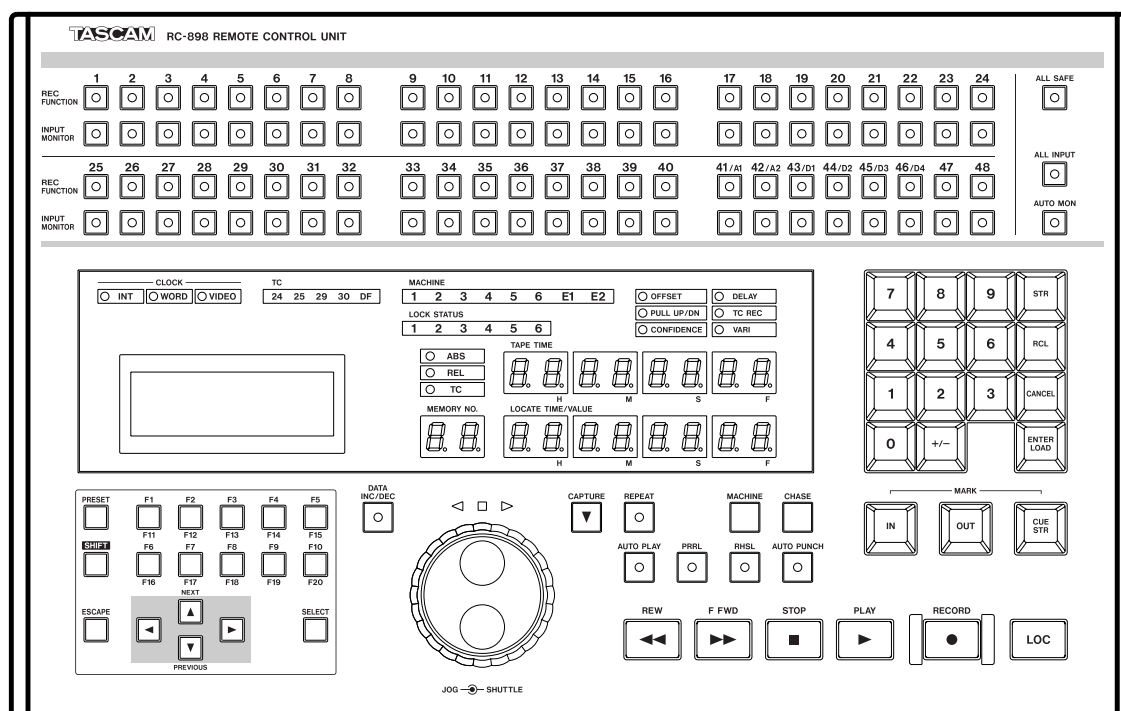 TASCAM RC-898 REMOTE CONTROL UNIT
1 2 3 4 5 6 7 8 9 10 11 12 13 14 15 16 17 18 19 20 21 22 23 24 ALL SAFE
REC
FUNCTION
INPUT
MONITOR
ALL INPUT
25 26 27 28 29 30 31 32 33 34 35 36 37 38 39 40 41/A1 42/A2 43/D1 44/D2 45/D3 46/D4 47 48
REC
FUNCTION
AUTO MON
INPUT
MONITOR
CLOCK
INT WORD VIDEO
TC
24 25 29 30 DF
MACHINE
1 2 3 4 5 6 E1 E2
LOCK STATUS
1 2 3 4 5 6
OFFSET DELAY
PULL UP/DN TC REC
CONFIDENCE VARI
ABS
REL
TC
TAPE TIME
H M S F
MEMORY NO. LOCATE TIME/VALUE
H M S F
7 8 9 STR
4 5 6 RCL
1 2 3 CANCEL
0 +/− ENTER
LOAD
MARK
IN OUT CUE
STR
PRESET F1 F2 F3 F4 F5
F11 F12 F13 F14 F15
SHIFT F6 F7 F8 F9 F10
F16 F17 F18 F19 F20
NEXT
ESCAPE SELECT
PREVIOUS
DATA
INC/DEC
JOG SHUTTLE
CAPTURE REPEAT MACHINE CHASE
AUTO PLAY PRRL RHSL AUTO PUNCH
REW F FWD STOP PLAY RECORD
LOC